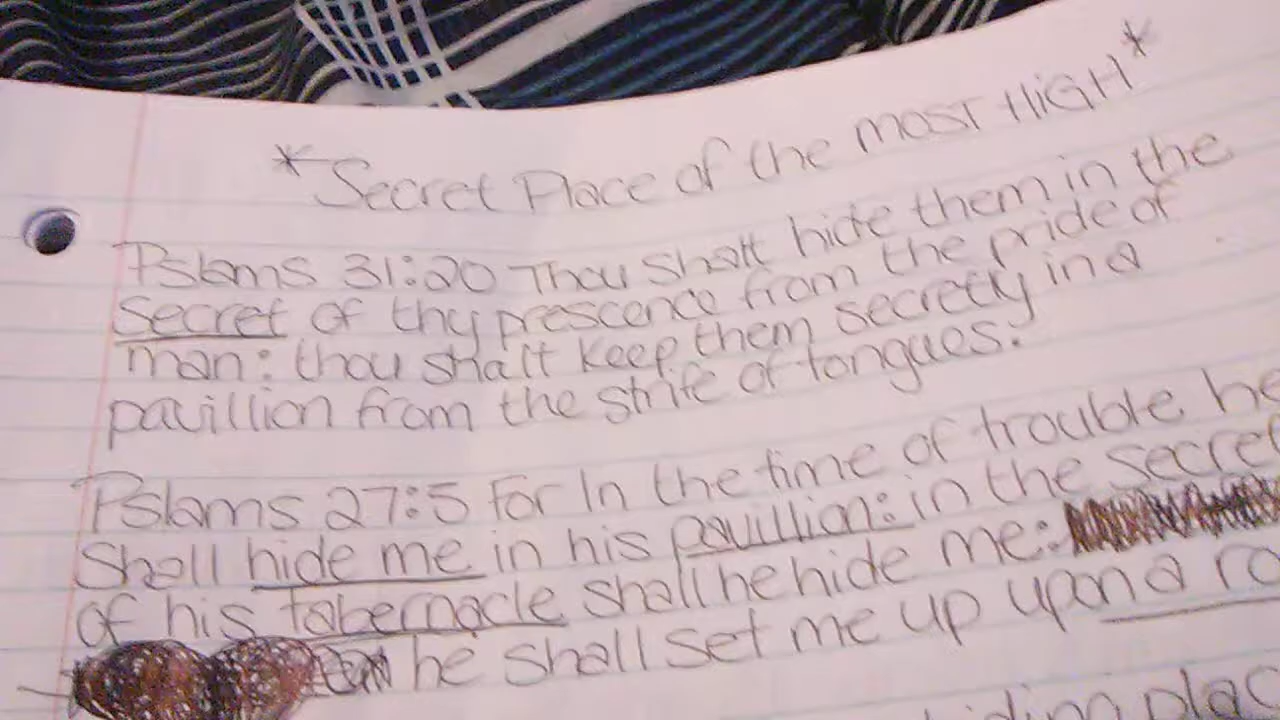 *Secret Place of the most HIGH*
Pslams 31:20 Thou Shalt hide them in the
Secret of thy prescence from the pride of
man: thou shalt keep them secretly in a
pavillion from the strife of tongues.
Pslams 27:5 For In the time of trouble he
Shall hide me in his pavillion: in the secret
of his tabernacle shall he hide me:
he shall set me up upon a